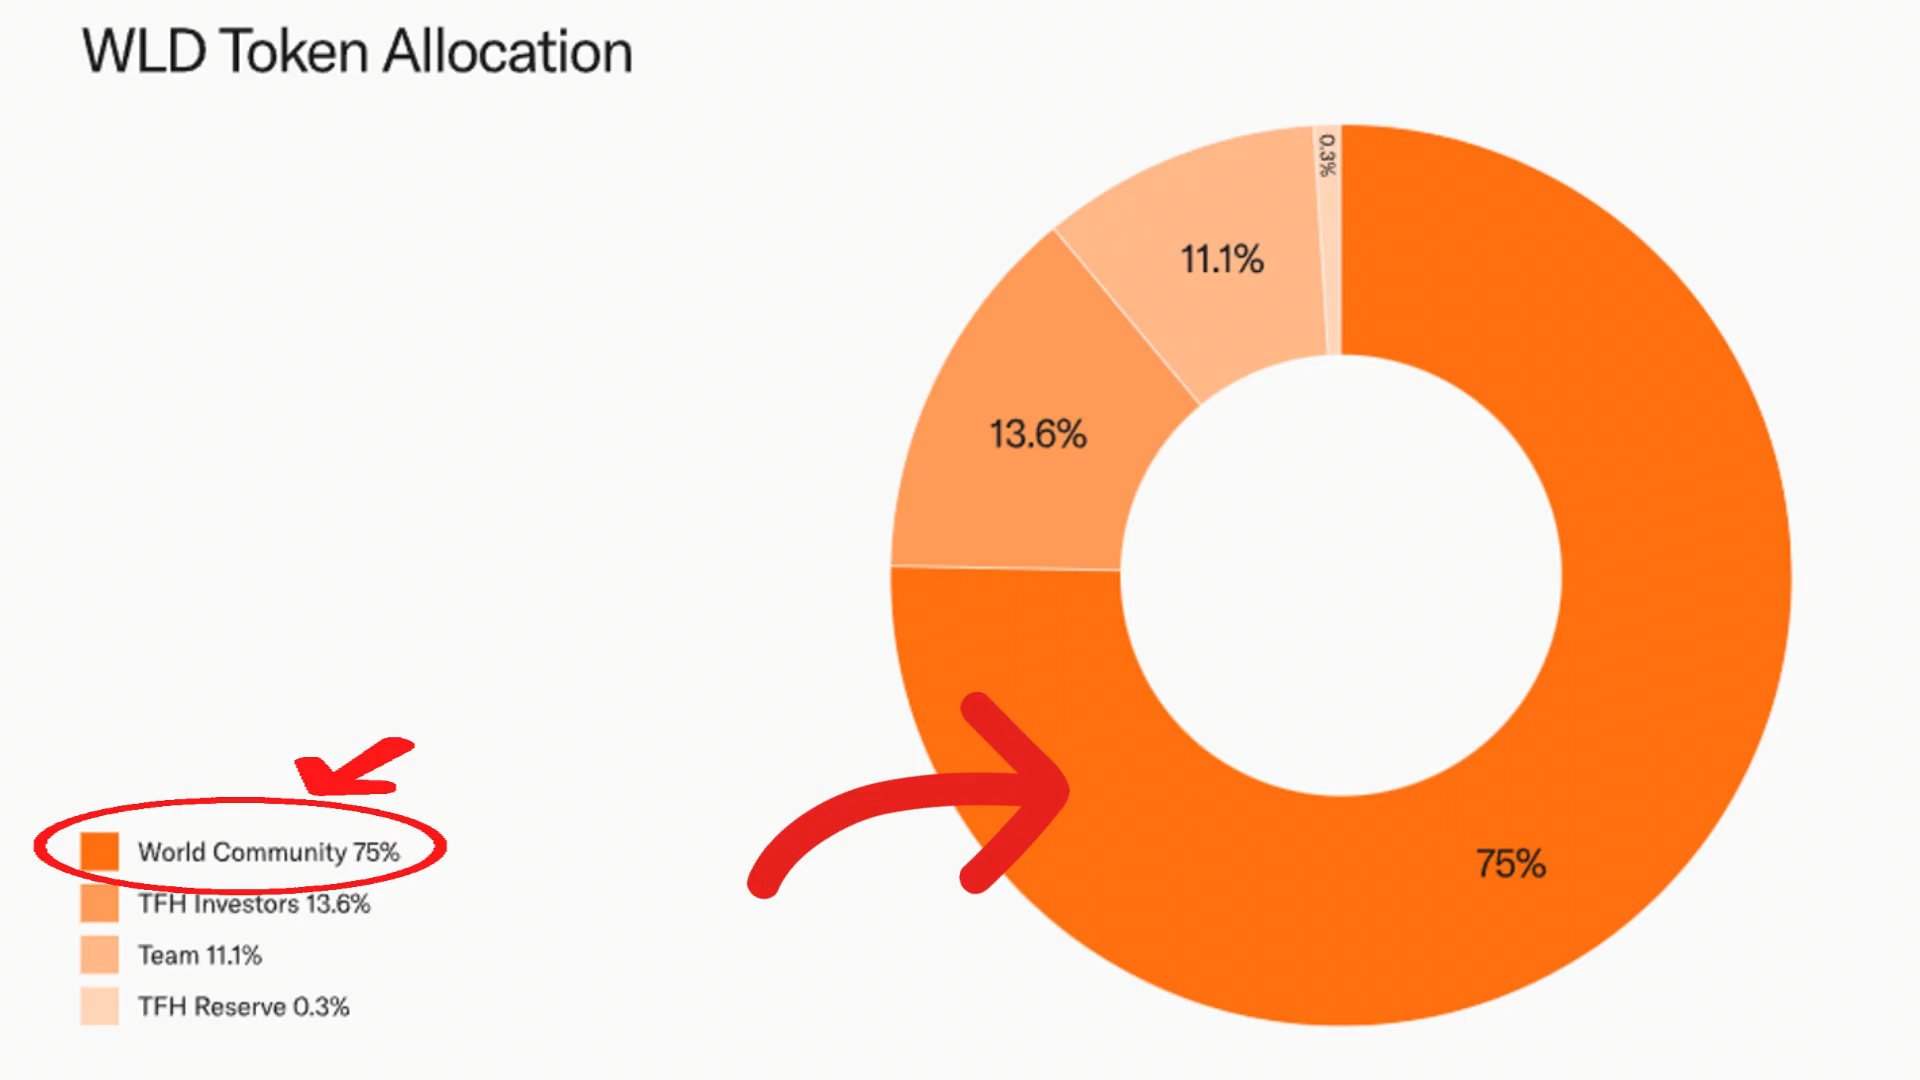 WLD Token Allocation
0.3%
11.1%
13.6%
75%
World Community 75%
TFH Investors 13.6%
Team 11.1%
TFH Reserve 0.3%